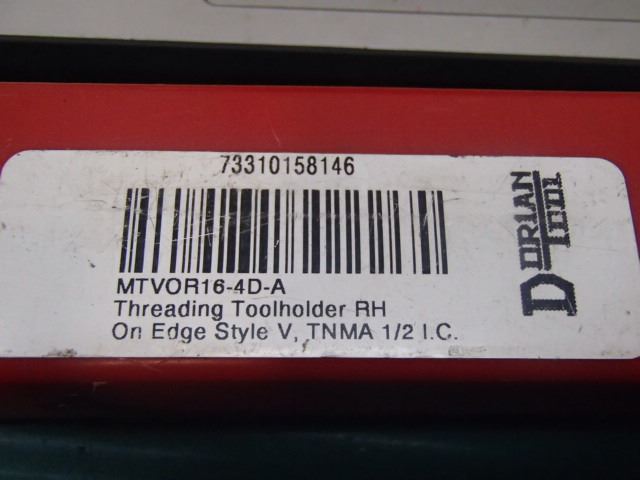 73310158146
MTVOR16-4D-A
Threading Toolholder RH
On Edge Style V, TNMA 1/2 I.C.
DORIAN
TOOL